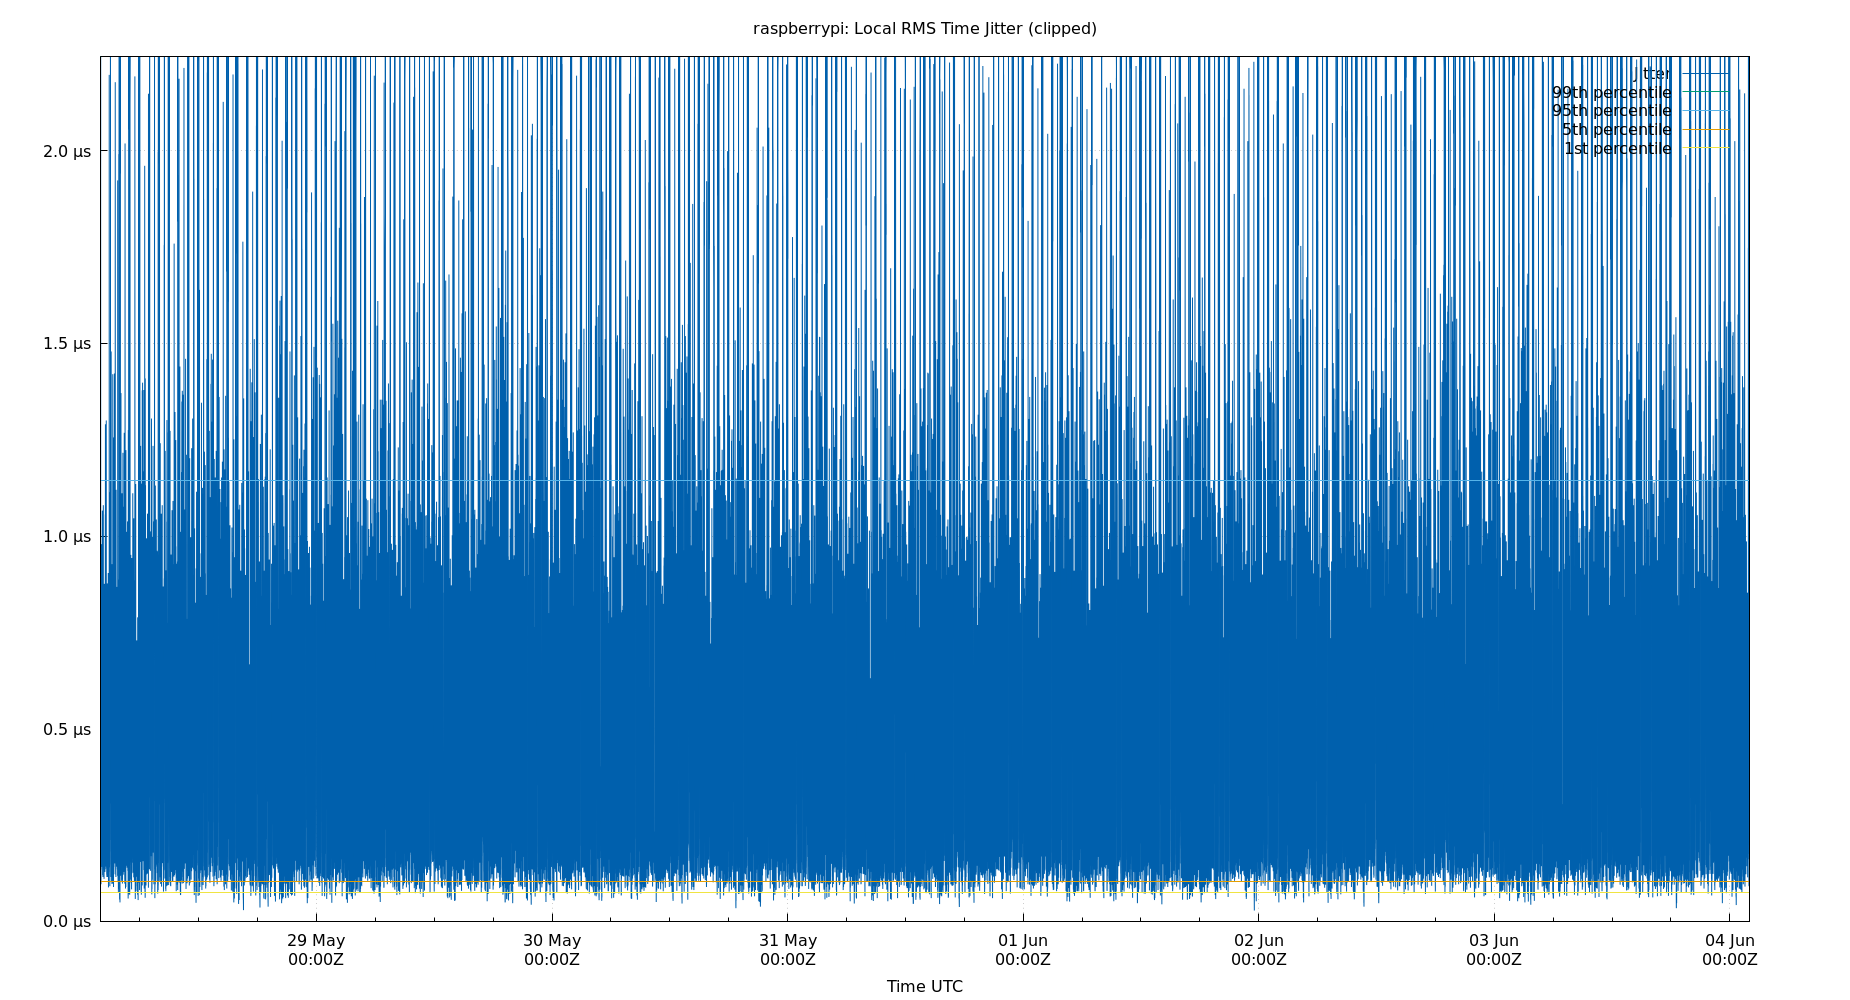 raspberrypi: Local RMS Time Jitter (clipped)
jitter
99th percentile
95th percentile
5th percentile
1st percentile
2.0 µs
1.5 µs
1.0 µs
0.5 µs
0.0 µs
29 May
00:00Z
30 May
00:00Z
31 May
00:00Z
01 Jun
00:00Z
02 Jun
00:00Z
03 Jun
00:00Z
04 Jun
00:00Z
Time UTC